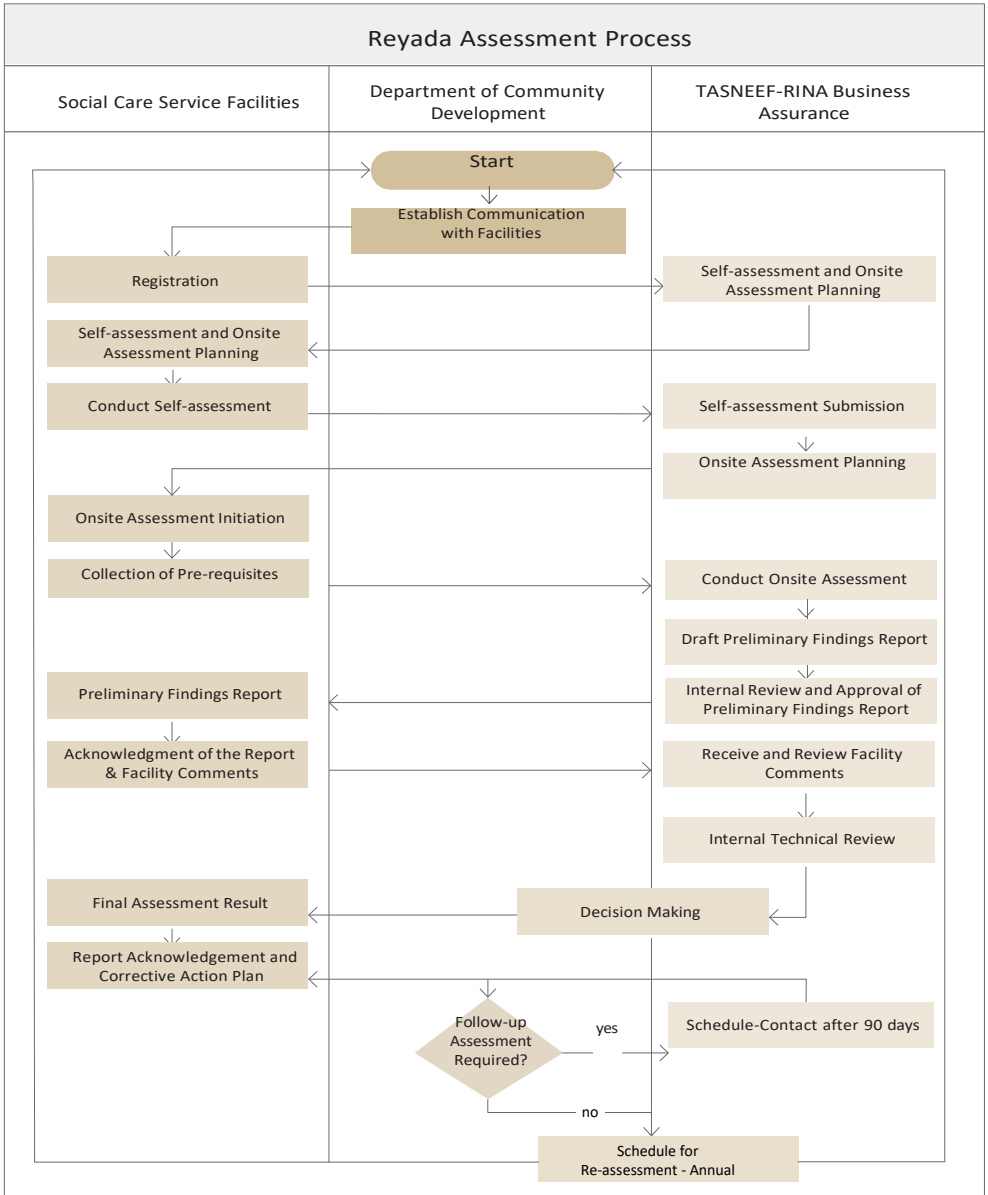 Reyada Assessment Process
Social Care Service Facilities
Department of Community
Development
TASNEEF-RINA Business
Assurance
Start
Establish Communication
with Facilities
Registration
Self-assessment and Onsite
Assessment Planning
Self-assessment and Onsite
Assessment Planning
Conduct Self-assessment
Self-assessment Submission
Onsite Assessment Planning
Onsite Assessment Initiation
Collection of Pre-requisites
Conduct Onsite Assessment
Draft Preliminary Findings Report
Preliminary Findings Report
Internal Review and Approval of
Preliminary Findings Report
Acknowledgment of the Report
& Facility Comments
Receive and Review Facility
Comments
Internal Technical Review
Final Assessment Result
Decision Making
Report Acknowledgement and
Corrective Action Plan
Follow-up
Assessment
Required?
yes
Schedule-Contact after 90 days
no
Schedule for
Re-assessment - Annual